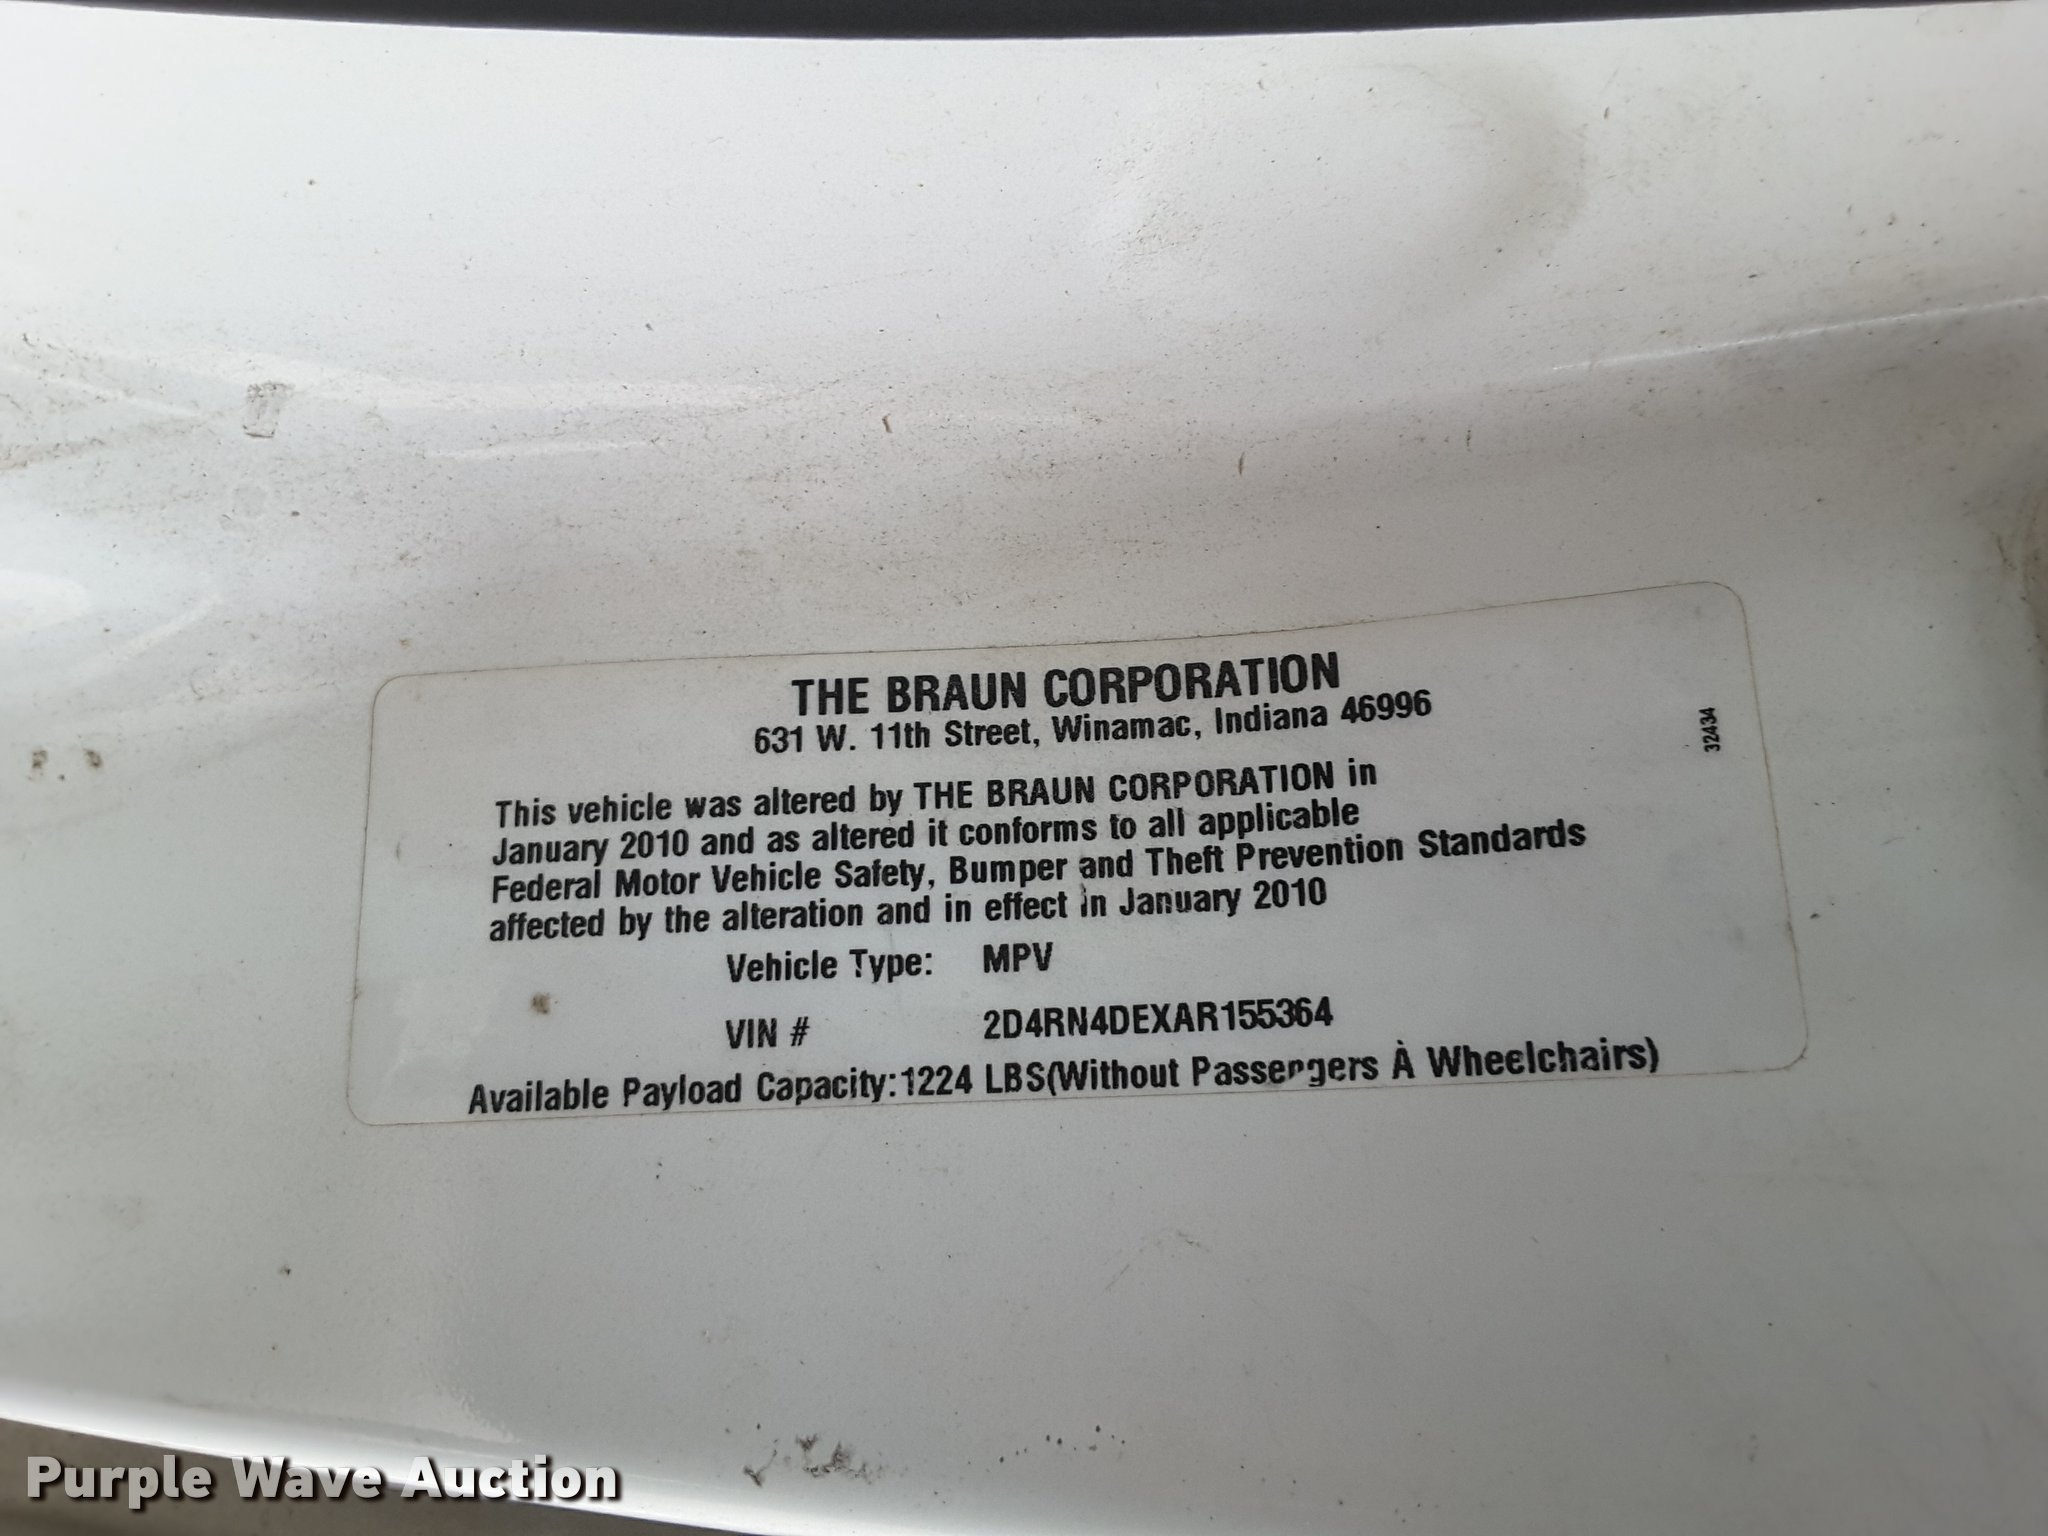 THE BRAUN CORPORATION
631 W. 11th Street, Winamac, Indiana 46996
32434
This vehicle was altered by THE BRAUN CORPORATION in
January 2010 and as altered it conforms to all applicable
Federal Motor Vehicle Safety, Bumper and Theft Prevention Standards
affected by the alteration and in effect in January 2010
Vehicle Type: MPV
VIN # 2D4RN4DEXAR155364
Available Payload Capacity:1224 LBS(Without Passengers À Wheelchairs)
Purple Wave Auction